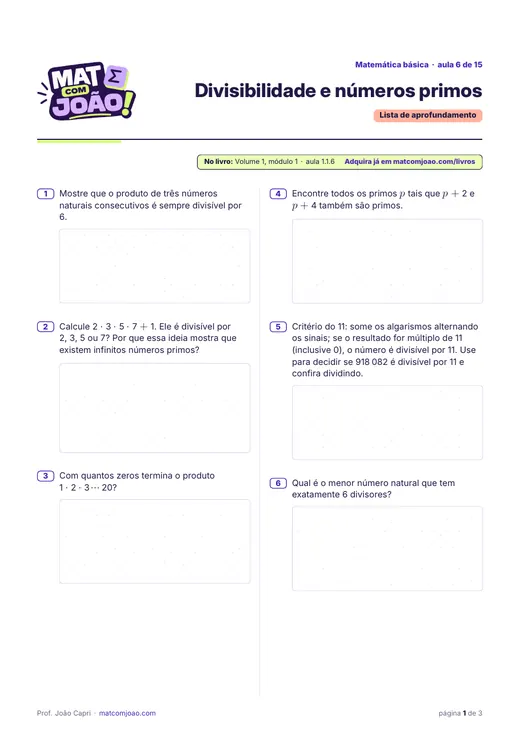 MAT Σ
COM
JOÃO!
Matemática básica · aula 6 de 15
Divisibilidade e números primos
Lista de aprofundamento
No livro: Volume 1, módulo 1 · aula 1.1.6 Adquira já em matcomjoao.com/livros
1 Mostre que o produto de três números
naturais consecutivos é sempre divisível por
6.
2 Calcule 2 · 3 · 5 · 7 + 1. Ele é divisível por
2, 3, 5 ou 7? Por que essa ideia mostra que
existem infinitos números primos?
3 Com quantos zeros termina o produto
1 · 2 · 3 ··· 20?
4 Encontre todos os primos p tais que p + 2 e
p + 4 também são primos.
5 Critério do 11: some os algarismos alternando
os sinais; se o resultado for múltiplo de 11
(inclusive 0), o número é divisível por 11. Use
para decidir se 918 082 é divisível por 11 e
confira dividindo.
6 Qual é o menor número natural que tem
exatamente 6 divisores?
Prof. João Capri · matcomjoao.com
página 1 de 3